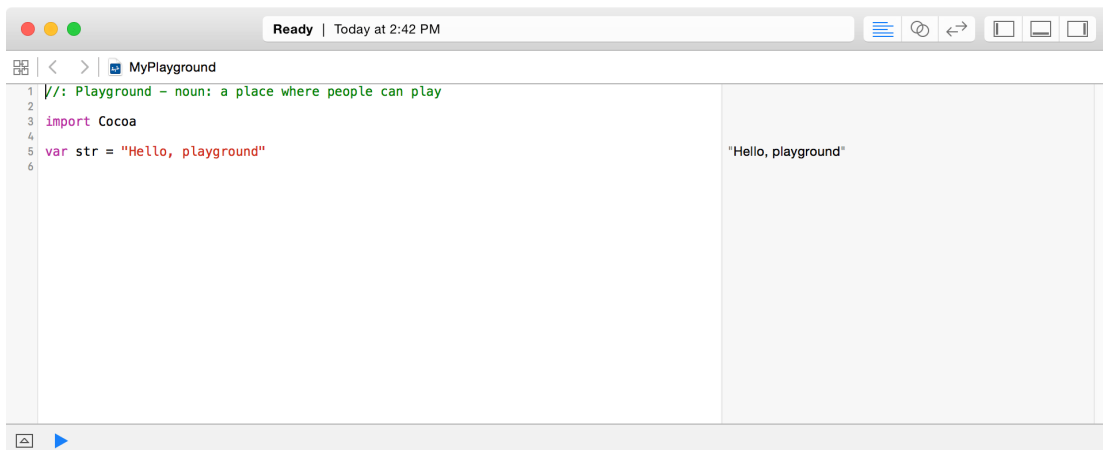 Ready | Today at 2:42 PM
MyPlayground
1 //: Playground – noun: a place where people can play
2
3 import Cocoa
4
5 var str = "Hello, playground"
"Hello, playground"
6